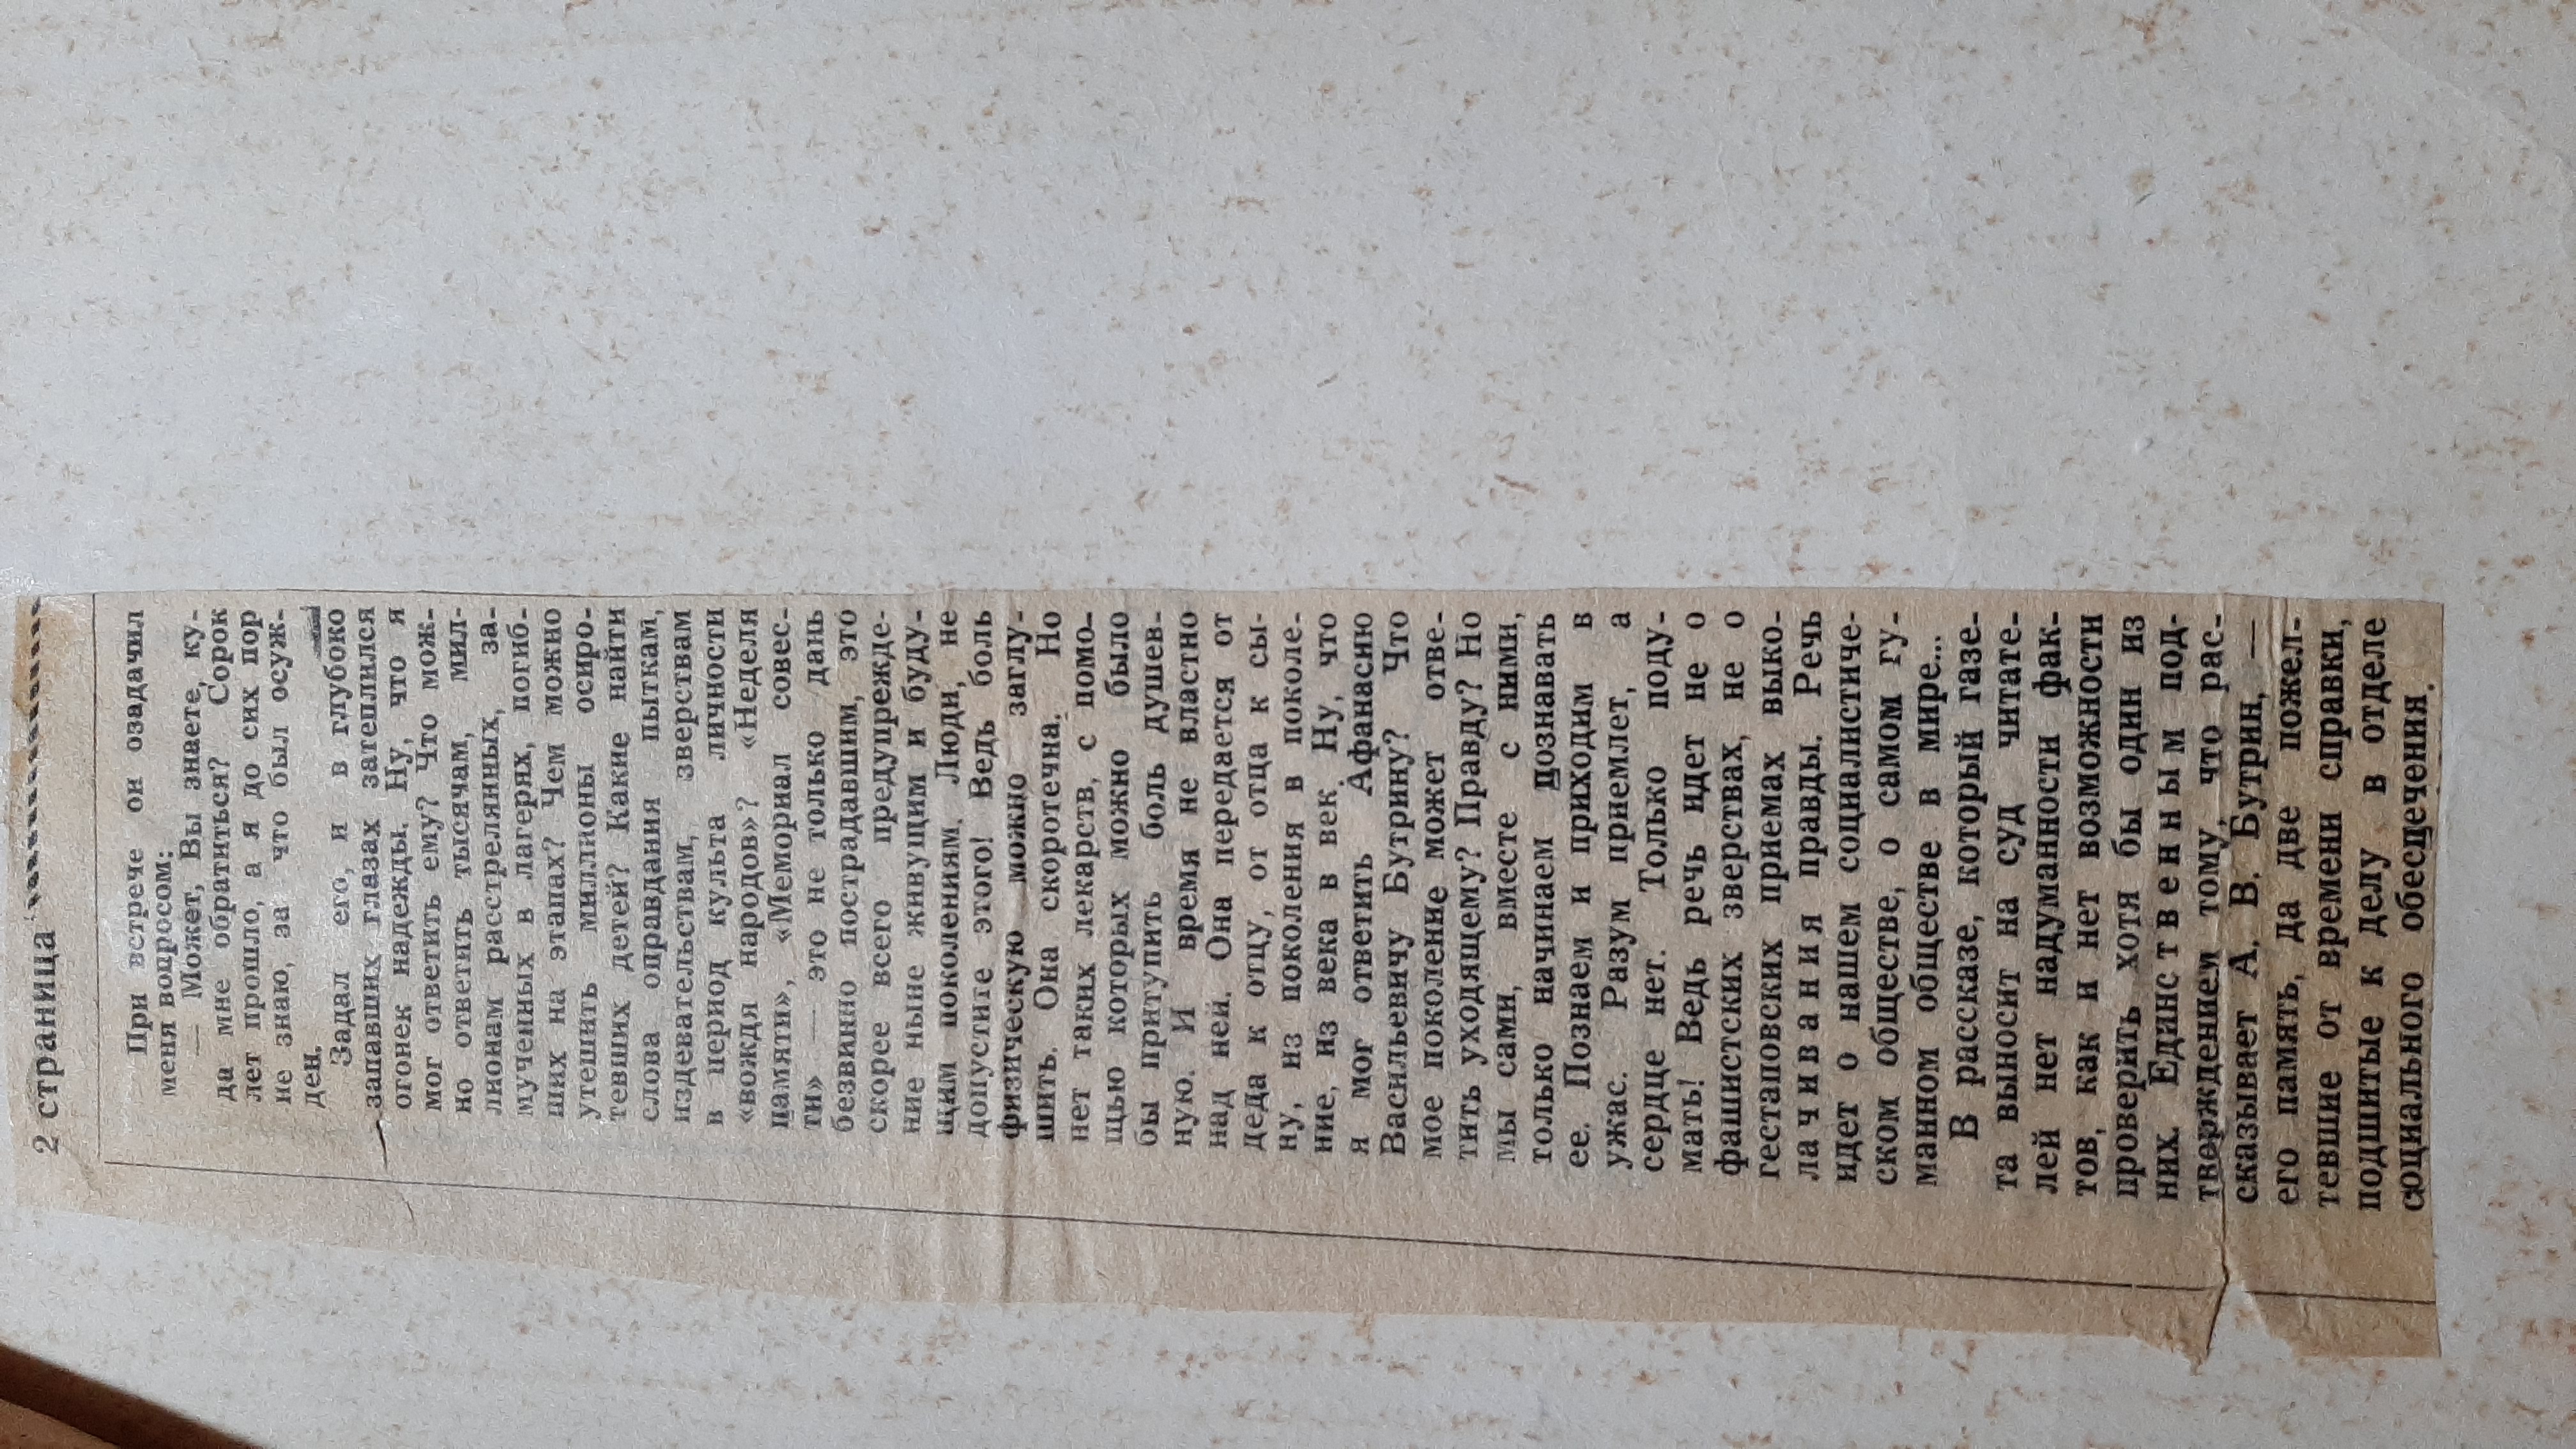 2 страница
При встрече он озадачил
меня вопросом:
— Может, Вы знаете, ку-
да мне обратиться? Сорок
лет прошло, а я до сих пор
не знаю, за что был осуж-
ден.
Задал его, и в глубоко
запавших глазах затеплился
огонек надежды. Ну, что я
мог ответить ему? Что мож-
но ответить тысячам, мил-
лионам расстрелянных, за-
мученных в лагерях, погиб-
ших на этапах? Чем можно
утешить миллионы осиро-
тевших детей? Какие найти
слова оправдания пыткам,
издевательствам, зверствам
в период культа личности
«вождя народов»? «Неделя
памяти», «Мемориал совес-
ти» — это не только дань
безвинно пострадавшим, это
скорее всего предупрежде-
ние ныне живущим и буду-
щим поколениям. Люди, не
допустите этого! Ведь боль
физическую можно заглу-
шить. Она скоротечна. Но
нет таких лекарств, с помо-
щью которых можно было
бы притупить боль душев-
ную. И время не властно
над ней. Она передается от
деда к отцу, от отца к сы-
ну, из поколения в поколе-
ние, из века в век. Ну, что
я мог ответить Афанасию
Васильевичу Бутрину? Что
мое поколение может отве-
тить уходящему? Правду? Но
мы сами, вместе с ними,
только начинаем познавать
ее. Познаем и приходим в
ужас. Разум приемлет, а
сердце нет. Только поду-
мать! Ведь речь идет не о
фашистских зверствах, не о
гестаповских приемах выко-
лачивания правды. Речь
идет о нашем социалистиче-
ском обществе, о самом гу-
манном обществе в мире...
В рассказе, который газе-
та выносит на суд читате-
лей нет надуманности фак-
тов, как и нет возможности
проверить хотя бы один из
них. Единственным под-
тверждением тому, что рас-
сказывает А. В. Бутрин, —
его память, да две пожел-
тевшие от времени справки,
подшитые к делу в отделе
социального обеспечения.